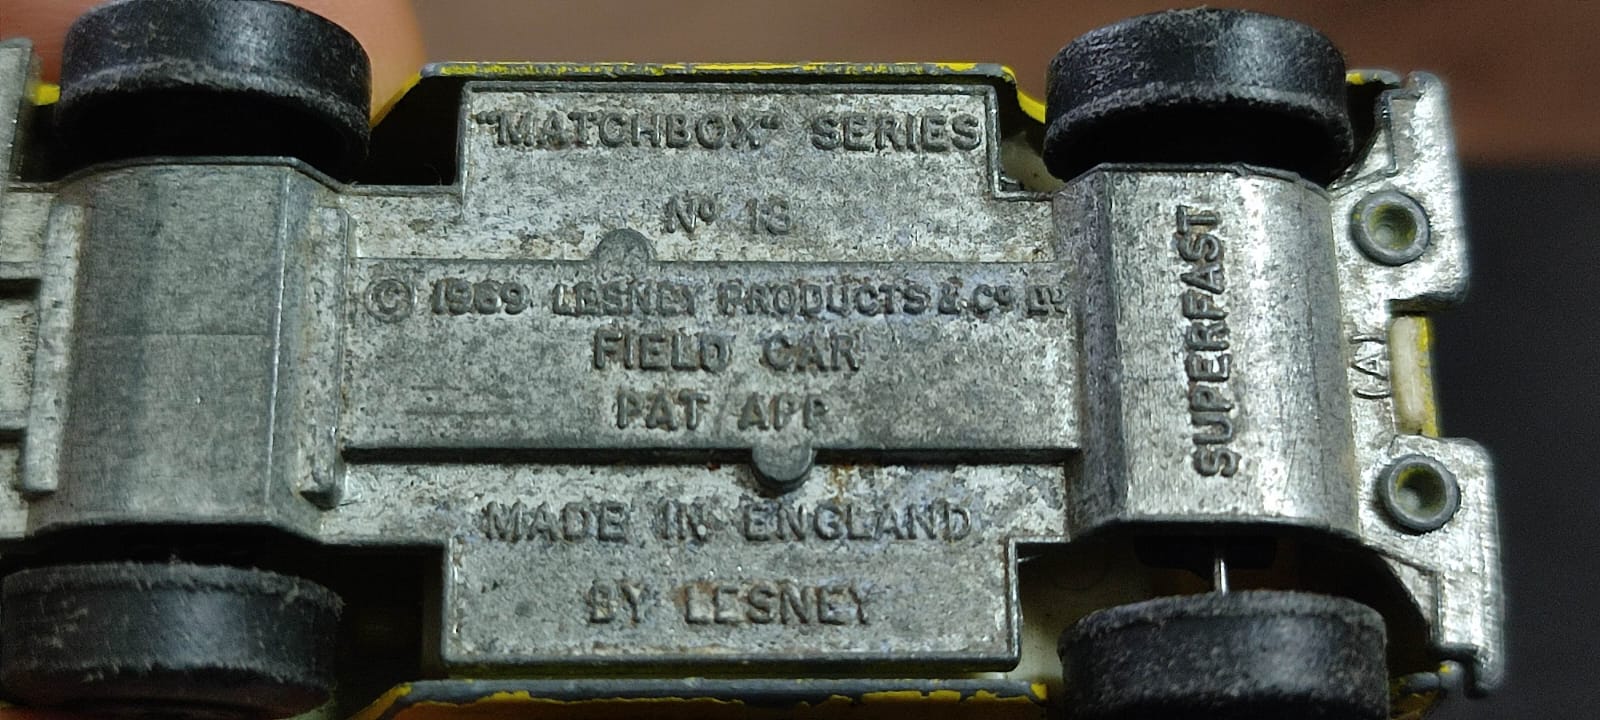 "MATCHBOX" SERIES
Nº 18
© 1969 LESNEY PRODUCTS & Cº Lᵀᴰ
FIELD CAR
PAT APP
MADE IN ENGLAND
BY LESNEY
SUPERFAST
(A)